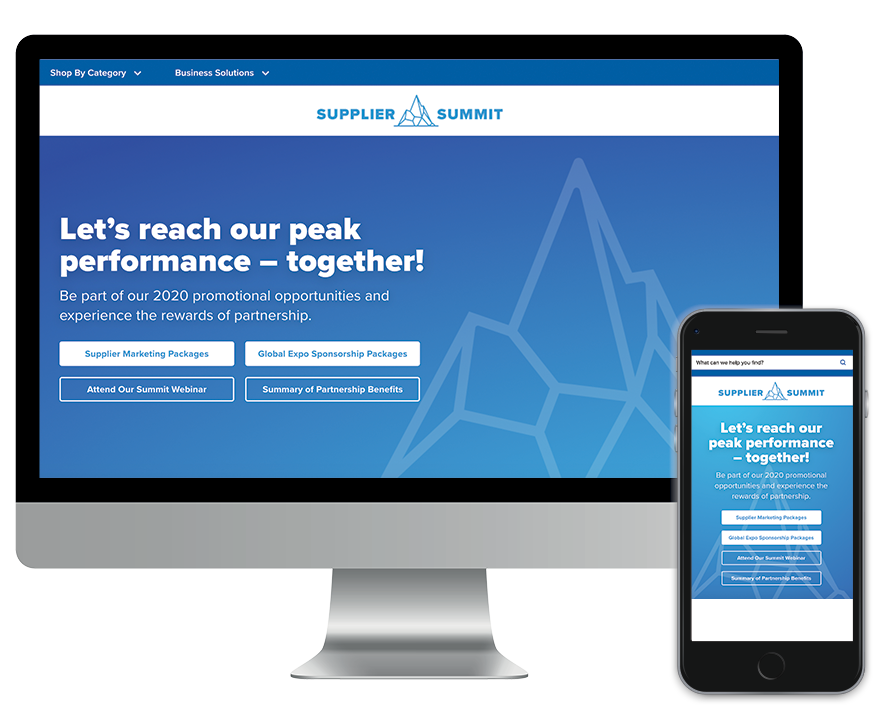 Shop By Category
Business Solutions
SUPPLIER SUMMIT
Let's reach our peak
performance – together!
Be part of our 2020 promotional opportunities and
experience the rewards of partnership.
Supplier Marketing Packages
Global Expo Sponsorship Packages
Attend Our Summit Webinar
Summary of Partnership Benefits
What can we help you find?
SUPPLIER SUMMIT
Let's reach our
peak performance
– together!
Be part of our 2020 promotional
opportunities and experience the
rewards of partnership.
Supplier Marketing Packages
Global Expo Sponsorship Packages
Attend Our Summit Webinar
Summary of Partnership Benefits